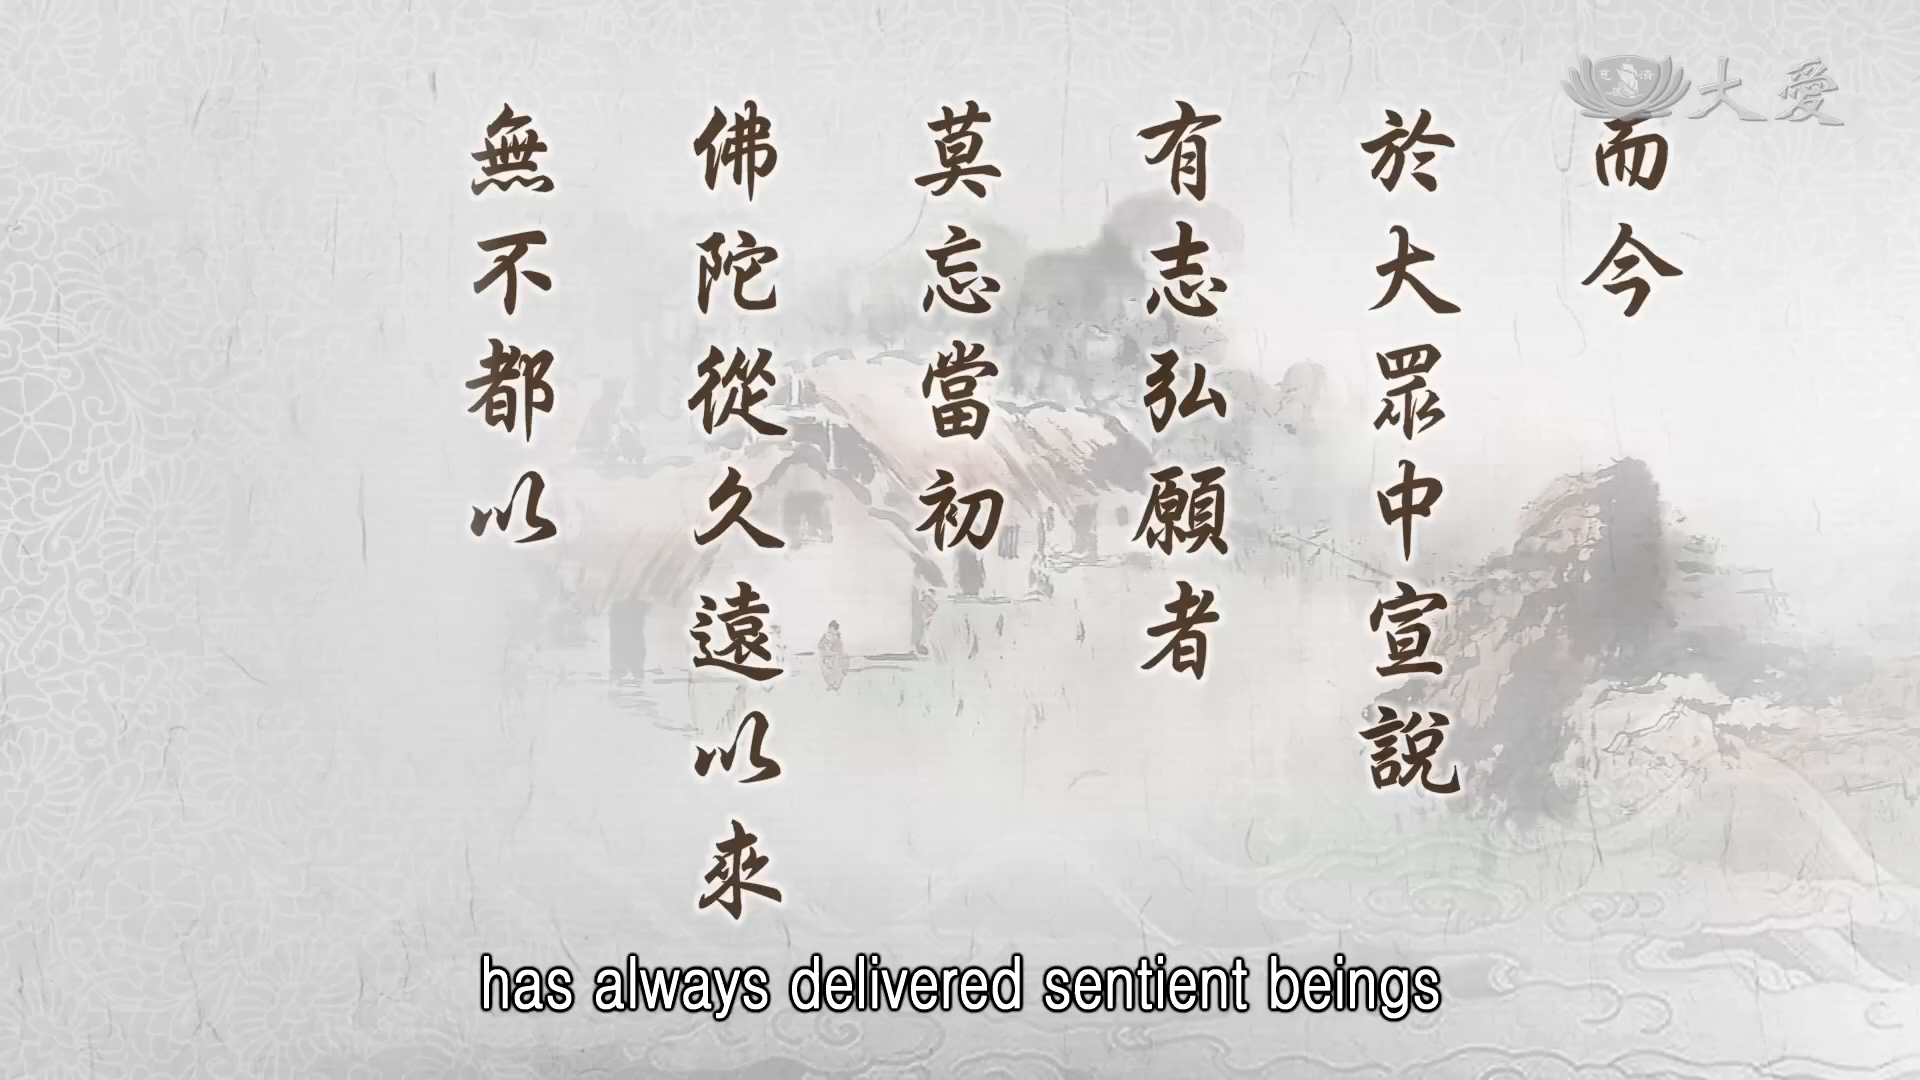 大愛
而今
於大眾中宣說
有志弘願者
莫忘當初
佛陀從久遠以來
無不都以
has always delivered sentient beings